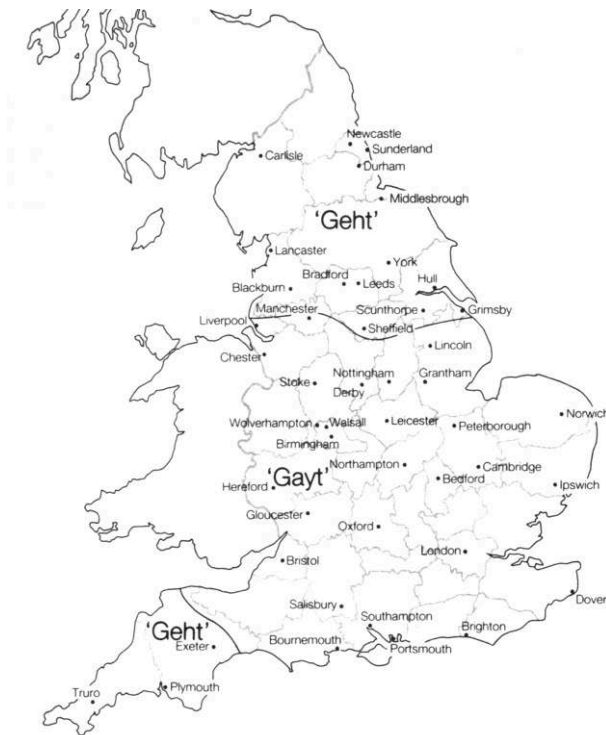 Newcastle
Sunderland
Carlisle
Durham
Middlesbrough
'Geht'
Lancaster
York
Bradford
Hull
Blackburn
Leeds
Manchester
Scunthorpe
Grimsby
Liverpool
Sheffield
Lincoln
Chester
Nottingham
Grantham
Stoke
Derby
Norwich
Wolverhampton
Walsall
Leicester
Peterborough
Birmingham
Northampton
Cambridge
'Gayt'
Bedford
Hereford
Ipswich
Gloucester
Oxford
London
Bristol
Dover
Salisbury
Southampton
'Geht'
Brighton
Exeter
Bournemouth
Portsmouth
Plymouth
Truro